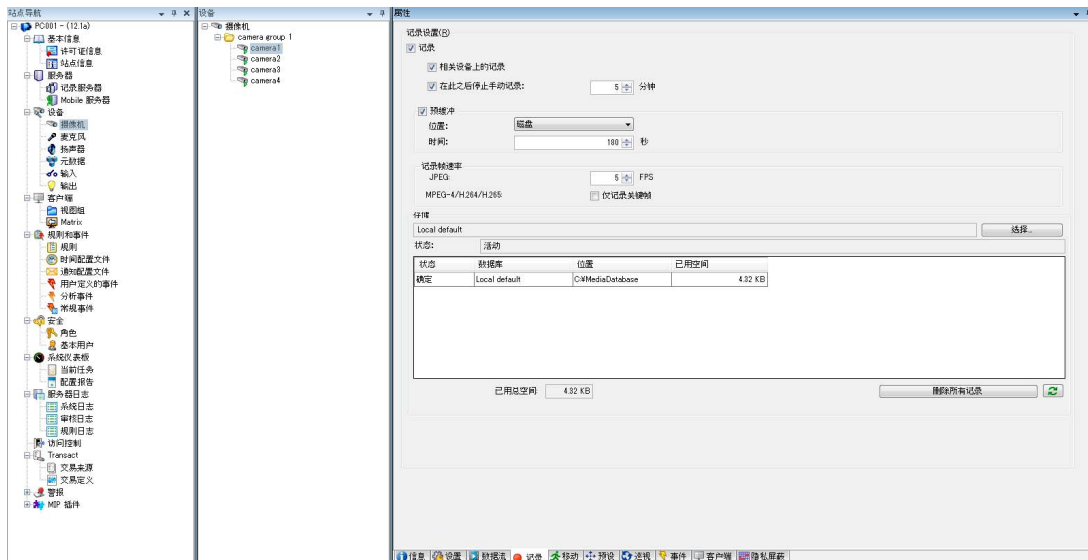 站点导航
PC001 - (12.1a)
基本信息
许可证信息
站点信息
服务器
记录服务器
Mobile 服务器
设备
摄像机
麦克风
扬声器
元数据
输入
输出
客户端
视图组
Matrix
规则和事件
规则
时间配置文件
通知配置文件
用户定义的事件
分析事件
常规事件
安全
角色
基本用户
系统仪表板
当前任务
配置报告
服务器日志
系统日志
审核日志
规则日志
访问控制
Transact
交易来源
交易定义
警报
MIP 插件
设备
摄像机
camera group 1
camera1
camera2
camera3
camera4
属性
记录设置(R)
记录
相关设备上的记录
在此之后停止手动记录: 5 分钟
预缓冲
位置: 磁盘
时间: 180 秒
记录帧速率
JPEG: 5 FPS
MPEG-4/H.264/H.265: 仅记录关键帧
存储
Local default 选择...
状态: 活动
状态 数据库 位置 已用空间
确定 Local default C:¥MediaDatabase 4.32 KB
已用总空间 4.32 KB 删除所有记录
信息 设置 数据流 记录 移动 预设 巡视 事件 客户端 隐私屏蔽